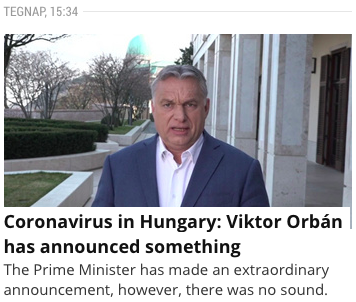 TEGNAP, 15:34
Coronavirus in Hungary: Viktor Orbán
has announced something
The Prime Minister has made an extraordinary
announcement, however, there was no sound.